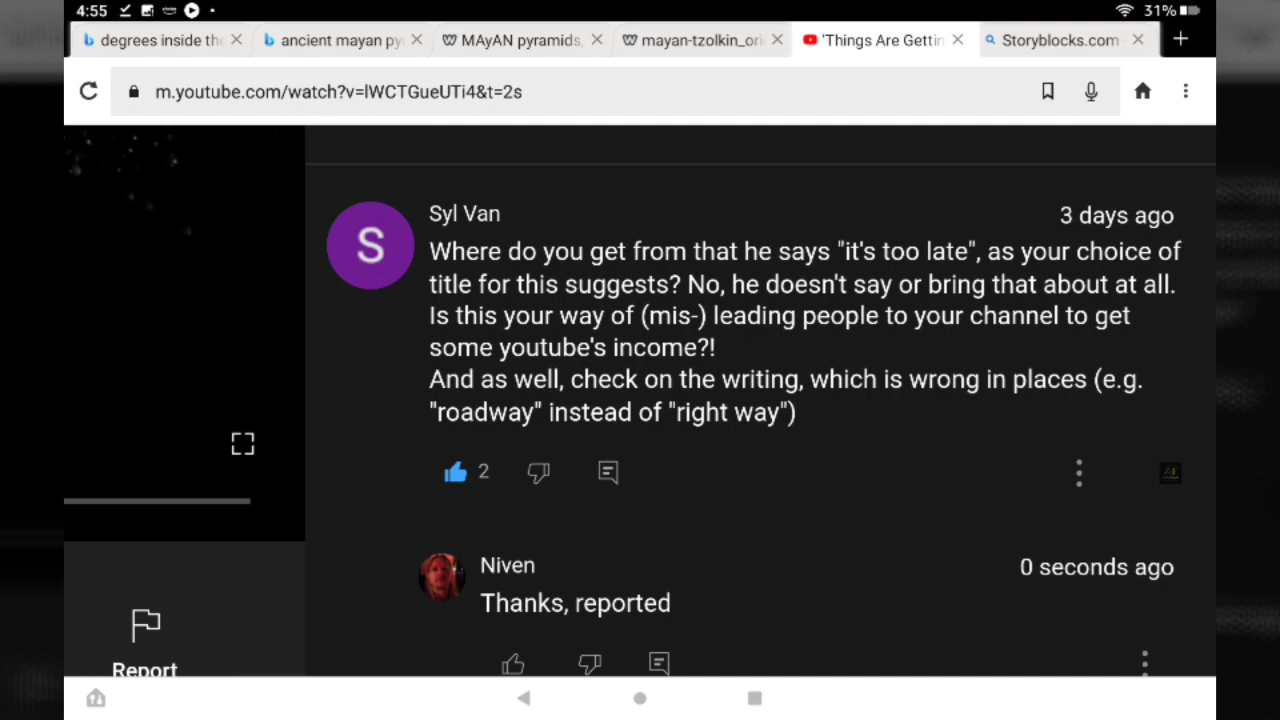 4:55
31%
degrees inside the
ancient mayan py
MAyAN pyramids,
mayan-tzolkin_ori
'Things Are Gettin
Storyblocks.com
m.youtube.com/watch?v=lWCTGueUTi4&t=2s
S
Syl Van
3 days ago
Where do you get from that he says "it's too late", as your choice of
title for this suggests? No, he doesn't say or bring that about at all.
Is this your way of (mis-) leading people to your channel to get
some youtube's income?!
And as well, check on the writing, which is wrong in places (e.g.
"roadway" instead of "right way")
2
Niven
0 seconds ago
Thanks, reported
Report